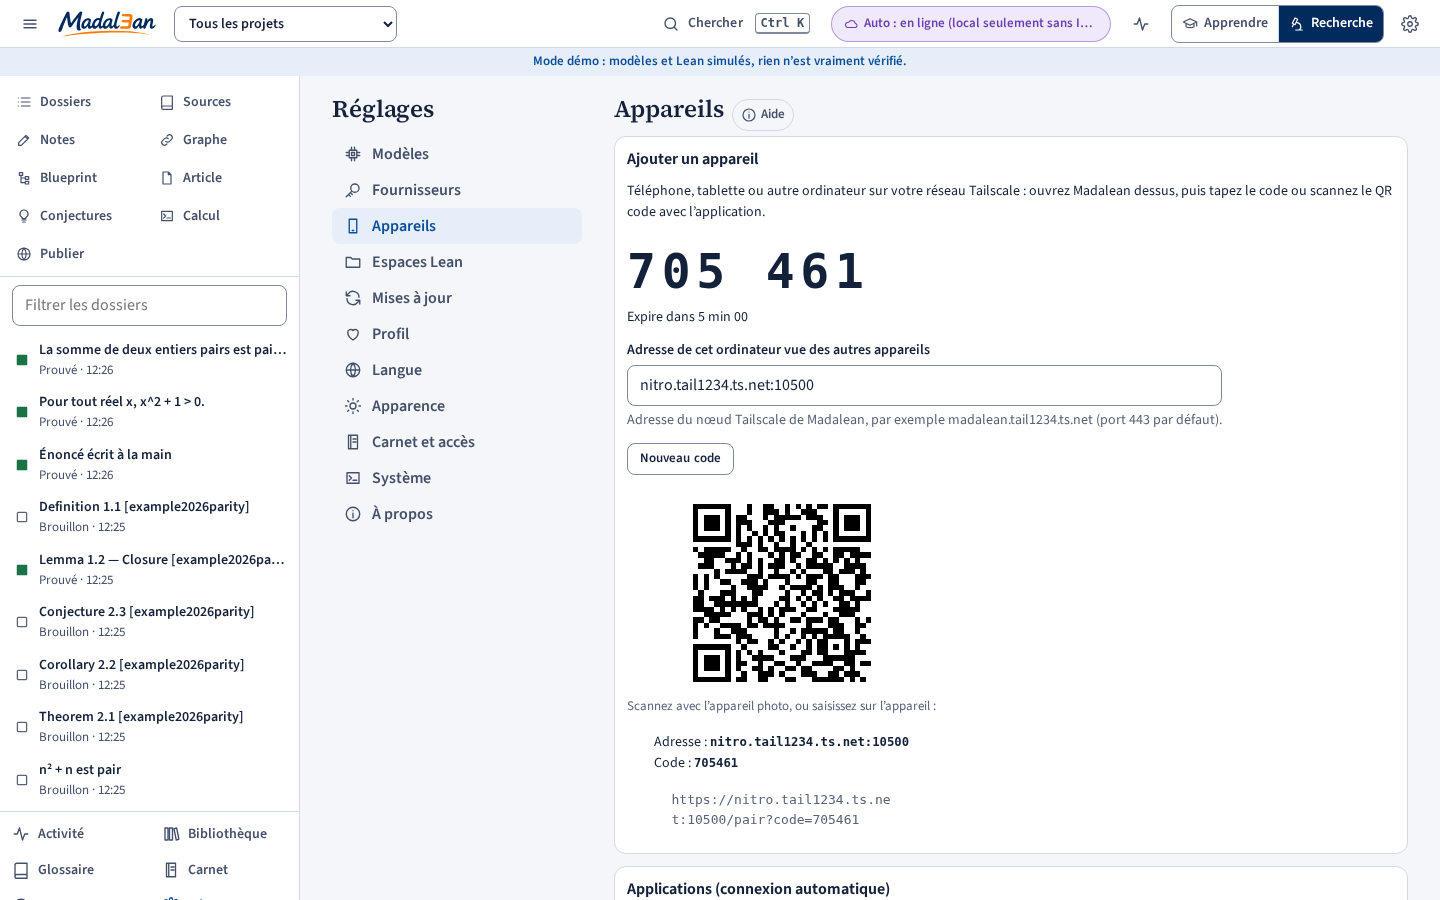 Madal∃an
Tous les projets
Chercher Ctrl K
Auto : en ligne (local seulement sans I…
Apprendre
Recherche
Mode démo : modèles et Lean simulés, rien n’est vraiment vérifié.
Dossiers
Sources
Notes
Graphe
Blueprint
Article
Conjectures
Calcul
Publier
Filtrer les dossiers
La somme de deux entiers pairs est pai…
Prouvé · 12:26
Pour tout réel x, x^2 + 1 > 0.
Prouvé · 12:26
Énoncé écrit à la main
Prouvé · 12:26
Definition 1.1 [example2026parity]
Brouillon · 12:25
Lemma 1.2 — Closure [example2026pa…
Prouvé · 12:25
Conjecture 2.3 [example2026parity]
Brouillon · 12:25
Corollary 2.2 [example2026parity]
Brouillon · 12:25
Theorem 2.1 [example2026parity]
Brouillon · 12:25
n² + n est pair
Brouillon · 12:25
Activité
Bibliothèque
Glossaire
Carnet
Réglages
Modèles
Fournisseurs
Appareils
Espaces Lean
Mises à jour
Profil
Langue
Apparence
Carnet et accès
Système
À propos
Appareils
Aide
Ajouter un appareil
Téléphone, tablette ou autre ordinateur sur votre réseau Tailscale : ouvrez Madalean dessus, puis tapez le code ou scannez le QR
code avec l’application.
705 461
Expire dans 5 min 00
Adresse de cet ordinateur vue des autres appareils
nitro.tail1234.ts.net:10500
Adresse du nœud Tailscale de Madalean, par exemple madalean.tail1234.ts.net (port 443 par défaut).
Nouveau code
Scannez avec l’appareil photo, ou saisissez sur l’appareil :
Adresse : nitro.tail1234.ts.net:10500
Code : 705461
https://nitro.tail1234.ts.ne
t:10500/pair?code=705461
Applications (connexion automatique)